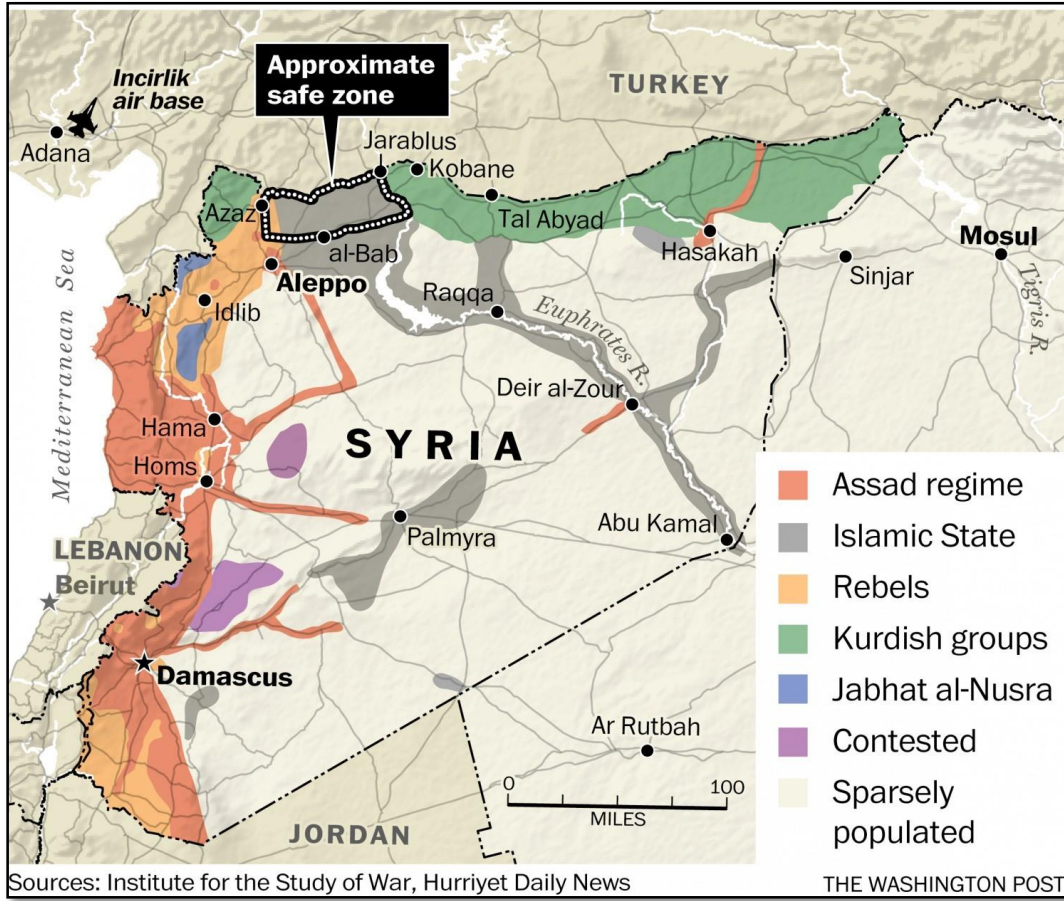 Incirlik
air base
Adana
Approximate
safe zone
TURKEY
Jarablus
Kobane
Azaz
Tal Abyad
al-Bab
Hasakah
Mosul
Aleppo
Sinjar
Tigris R.
Mediterranean Sea
Idlib
Raqqa
Euphrates R.
Deir al-Zour
Hama
SYRIA
Homs
Palmyra
Abu Kamal
LEBANON
Beirut
Damascus
Ar Rutbah
0 100
MILES
JORDAN
Assad regime
Islamic State
Rebels
Kurdish groups
Jabhat al-Nusra
Contested
Sparsely
populated
Sources: Institute for the Study of War, Hurriyet Daily News
THE WASHINGTON POST